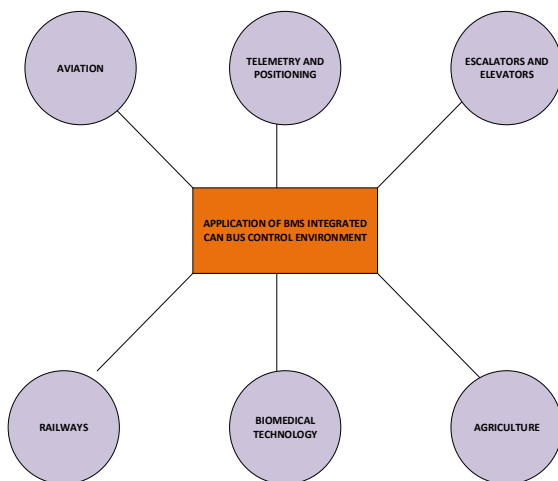 AVIATION
TELEMETRY AND
POSITIONING
ESCALATORS AND
ELEVATORS
APPLICATION OF BMS INTEGRATED
CAN BUS CONTROL ENVIRONMENT
RAILWAYS
BIOMEDICAL
TECHNOLOGY
AGRICULTURE